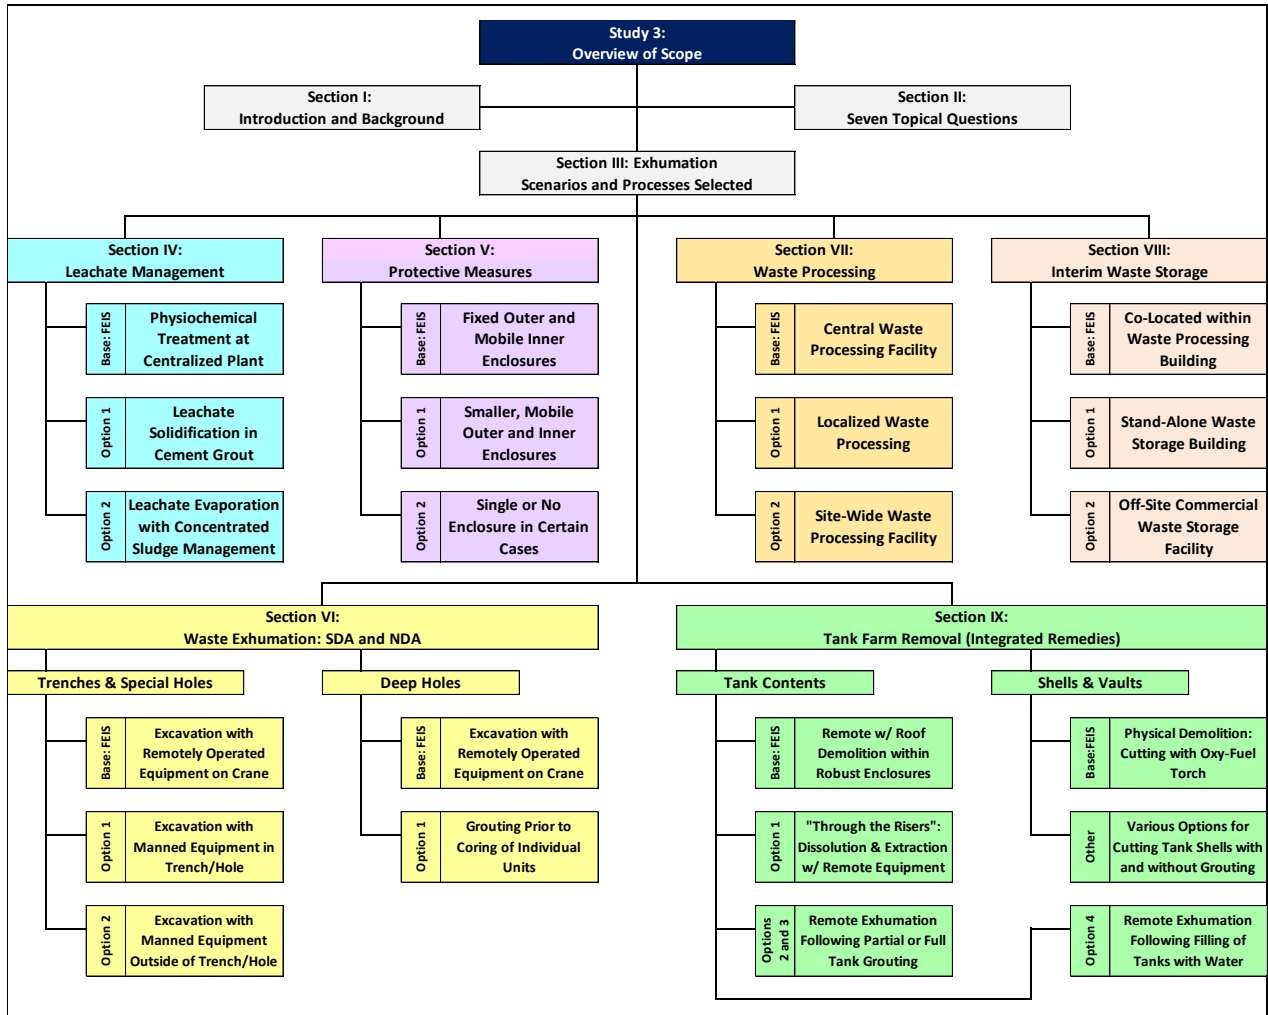 Study 3:
Overview of Scope
Section I:
Introduction and Background
Section II:
Seven Topical Questions
Section III: Exhumation
Scenarios and Processes Selected
Section IV:
Leachate Management
Base: FEIS
Physiochemical
Treatment at
Centralized Plant
Option 1
Leachate
Solidification in
Cement Grout
Option 2
Leachate Evaporation
with Concentrated
Sludge Management
Section V:
Protective Measures
Base: FEIS
Fixed Outer and
Mobile Inner
Enclosures
Option 1
Smaller, Mobile
Outer and Inner
Enclosures
Option 2
Single or No
Enclosure in Certain
Cases
Section VII:
Waste Processing
Base: FEIS
Central Waste
Processing Facility
Option 1
Localized Waste
Processing
Option 2
Site-Wide Waste
Processing Facility
Section VIII:
Interim Waste Storage
Base: FEIS
Co-Located within
Waste Processing
Building
Option 1
Stand-Alone Waste
Storage Building
Option 2
Off-Site Commercial
Waste Storage
Facility
Section VI:
Waste Exhumation: SDA and NDA
Trenches & Special Holes
Base: FEIS
Excavation with
Remotely Operated
Equipment on Crane
Option 1
Excavation with
Manned Equipment in
Trench/Hole
Option 2
Excavation with
Manned Equipment
Outside of Trench/Hole
Deep Holes
Base: FEIS
Excavation with
Remotely Operated
Equipment on Crane
Option 1
Grouting Prior to
Coring of Individual
Units
Section IX:
Tank Farm Removal (Integrated Remedies)
Tank Contents
Base: FEIS
Remote w/ Roof
Demolition within
Robust Enclosures
Option 1
"Through the Risers":
Dissolution & Extraction
w/ Remote Equipment
Options
2 and 3
Remote Exhumation
Following Partial or Full
Tank Grouting
Shells & Vaults
Base:FEIS
Physical Demolition:
Cutting with Oxy-Fuel
Torch
Other
Various Options for
Cutting Tank Shells with
and without Grouting
Option 4
Remote Exhumation
Following Filling of
Tanks with Water